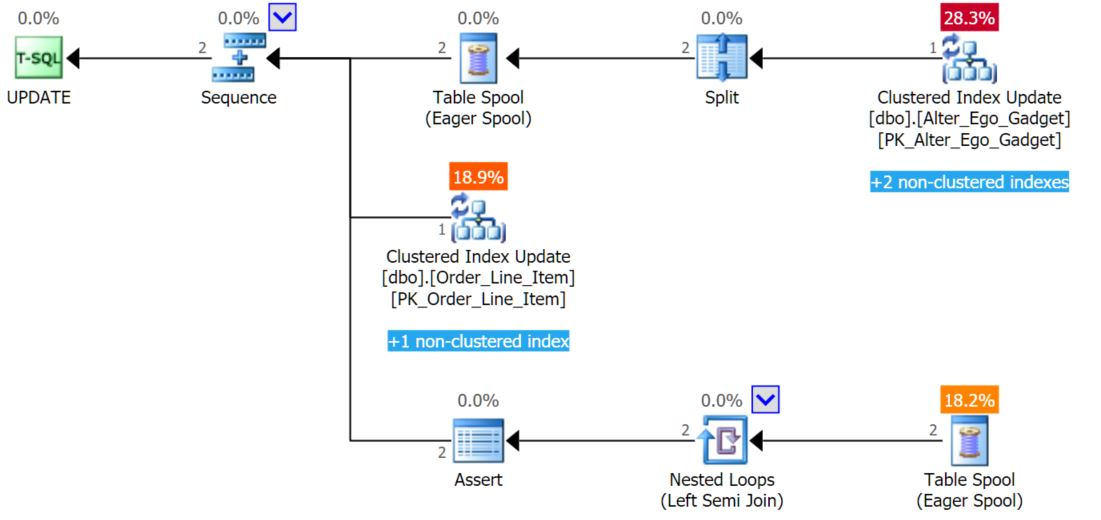 0.0%
0.0%
0.0%
0.0%
28.3%
T-SQL
2
2
2
1
UPDATE
Sequence
Table Spool
(Eager Spool)
Split
Clustered Index Update
[dbo].[Alter_Ego_Gadget]
[PK_Alter_Ego_Gadget]
+2 non-clustered indexes
18.9%
1
Clustered Index Update
[dbo].[Order_Line_Item]
[PK_Order_Line_Item]
+1 non-clustered index
0.0%
0.0%
18.2%
2
2
2
Assert
Nested Loops
(Left Semi Join)
Table Spool
(Eager Spool)